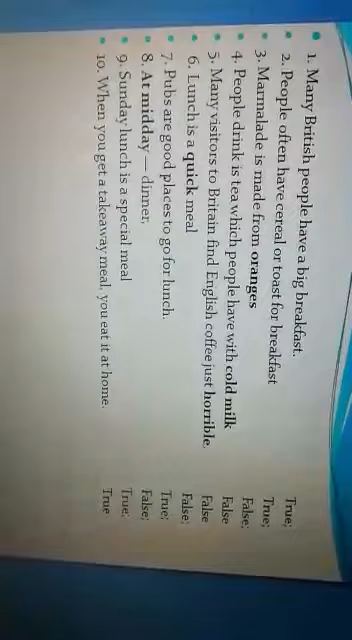 • 1. Many British people have a big breakfast. True;
• 2. People often have cereal or toast for breakfast True;
• 3. Marmalade is made from oranges False;
• 4. People drink is tea which people have with cold milk False
• 5. Many visitors to Britain find English coffee just horrible. False
• 6. Lunch is a quick meal False;
• 7. Pubs are good places to go for lunch. True;
• 8. At midday — dinner. False;
• 9. Sunday lunch is a special meal True;
• 10. When you get a takeaway meal, you eat it at home. True